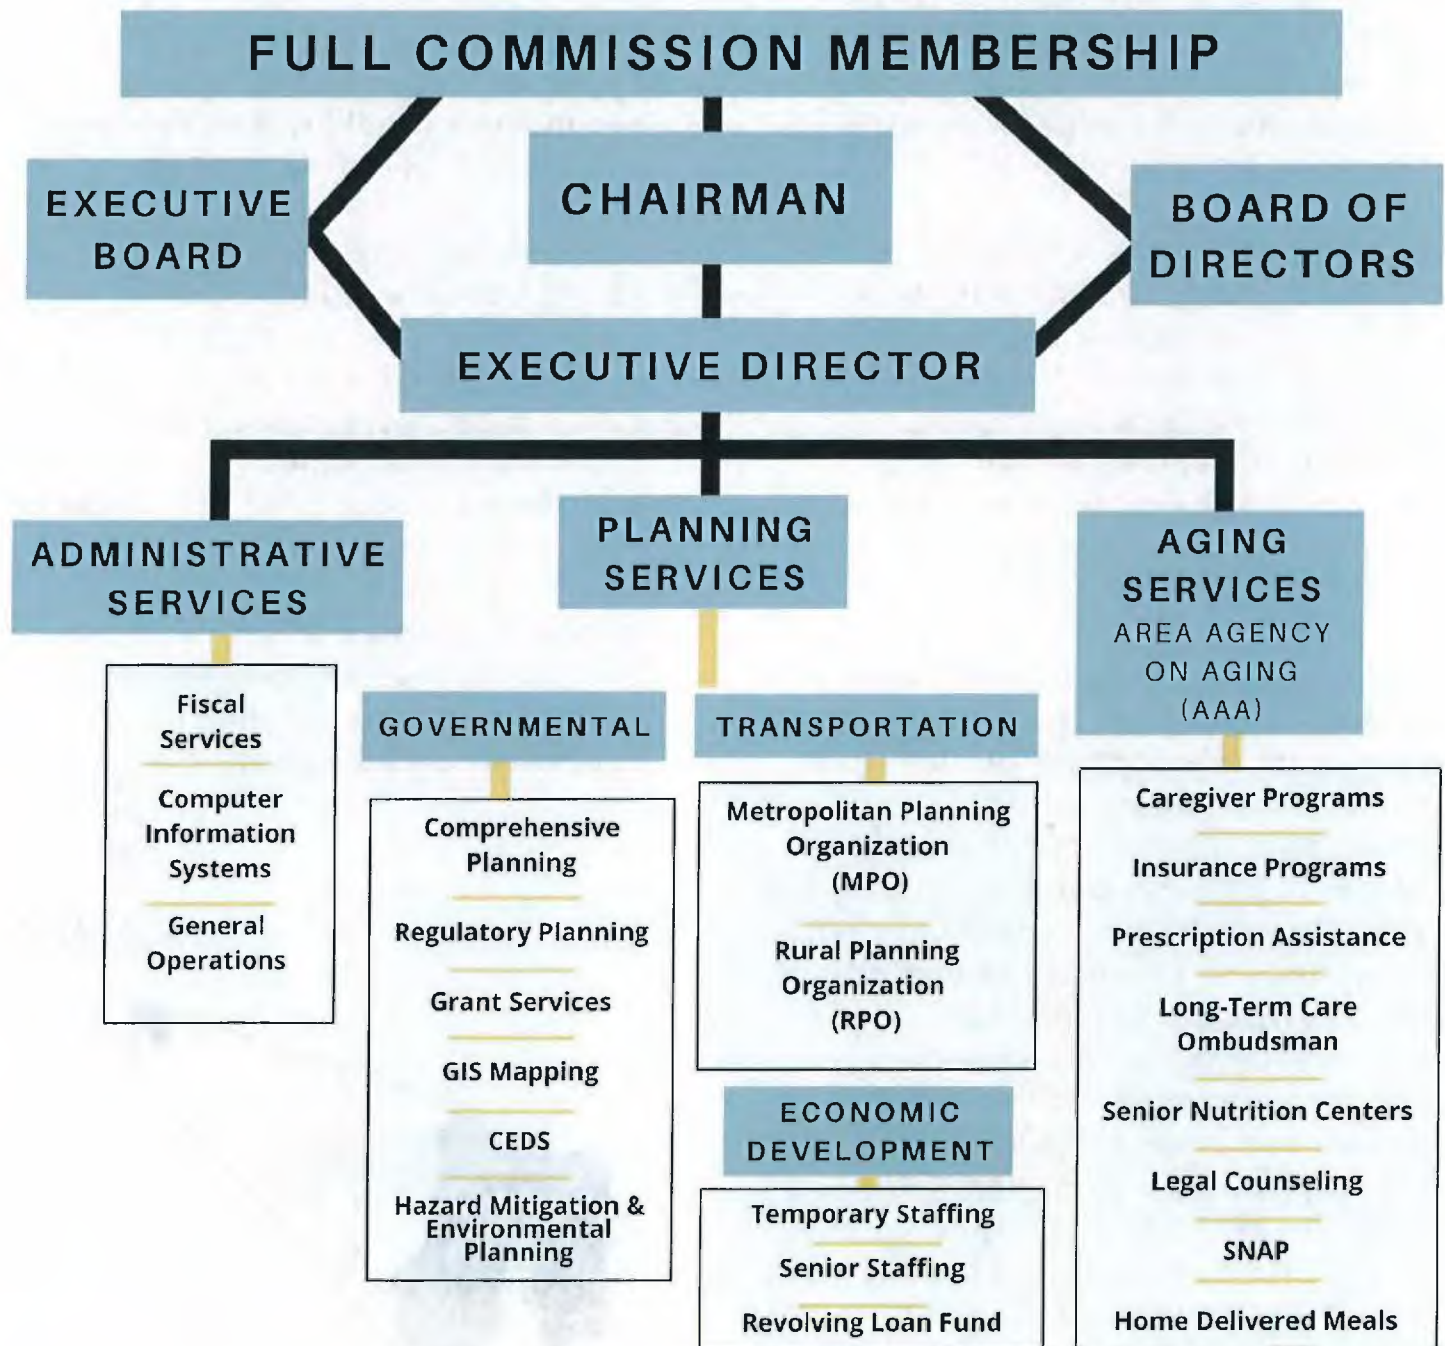 FULL COMMISSION MEMBERSHIP
EXECUTIVE
BOARD
CHAIRMAN
BOARD OF
DIRECTORS
EXECUTIVE DIRECTOR
ADMINISTRATIVE
SERVICES
Fiscal
Services
Computer
Information
Systems
General
Operations
PLANNING
SERVICES
GOVERNMENTAL
Comprehensive
Planning
Regulatory Planning
Grant Services
GIS Mapping
CEDS
Hazard Mitigation &
Environmental
Planning
TRANSPORTATION
Metropolitan Planning
Organization
(MPO)
Rural Planning
Organization
(RPO)
ECONOMIC
DEVELOPMENT
Temporary Staffing
Senior Staffing
Revolving Loan Fund
AGING
SERVICES
AREA AGENCY
ON AGING
(AAA)
Caregiver Programs
Insurance Programs
Prescription Assistance
Long-Term Care
Ombudsman
Senior Nutrition Centers
Legal Counseling
SNAP
Home Delivered Meals